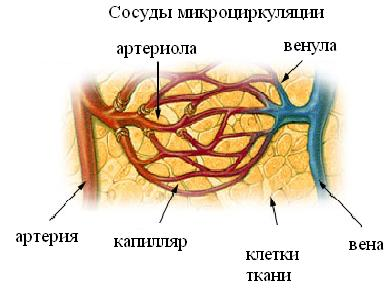 Сосуды микроциркуляции
артериола
венула
артерия
капилляр
клетки
ткани
вена